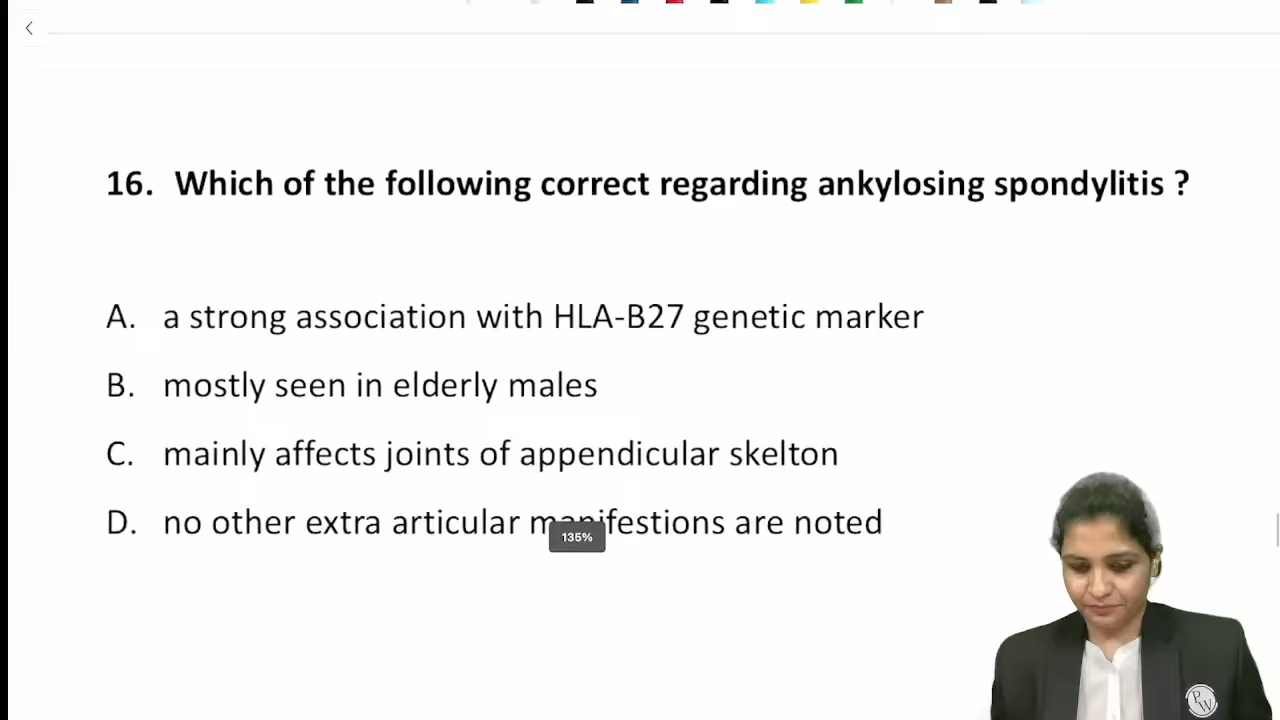 16. Which of the following correct regarding ankylosing spondylitis ?
A. a strong association with HLA-B27 genetic marker
B. mostly seen in elderly males
C. mainly affects joints of appendicular skelton
D. no other extra articular manifestions are noted
135%
PW